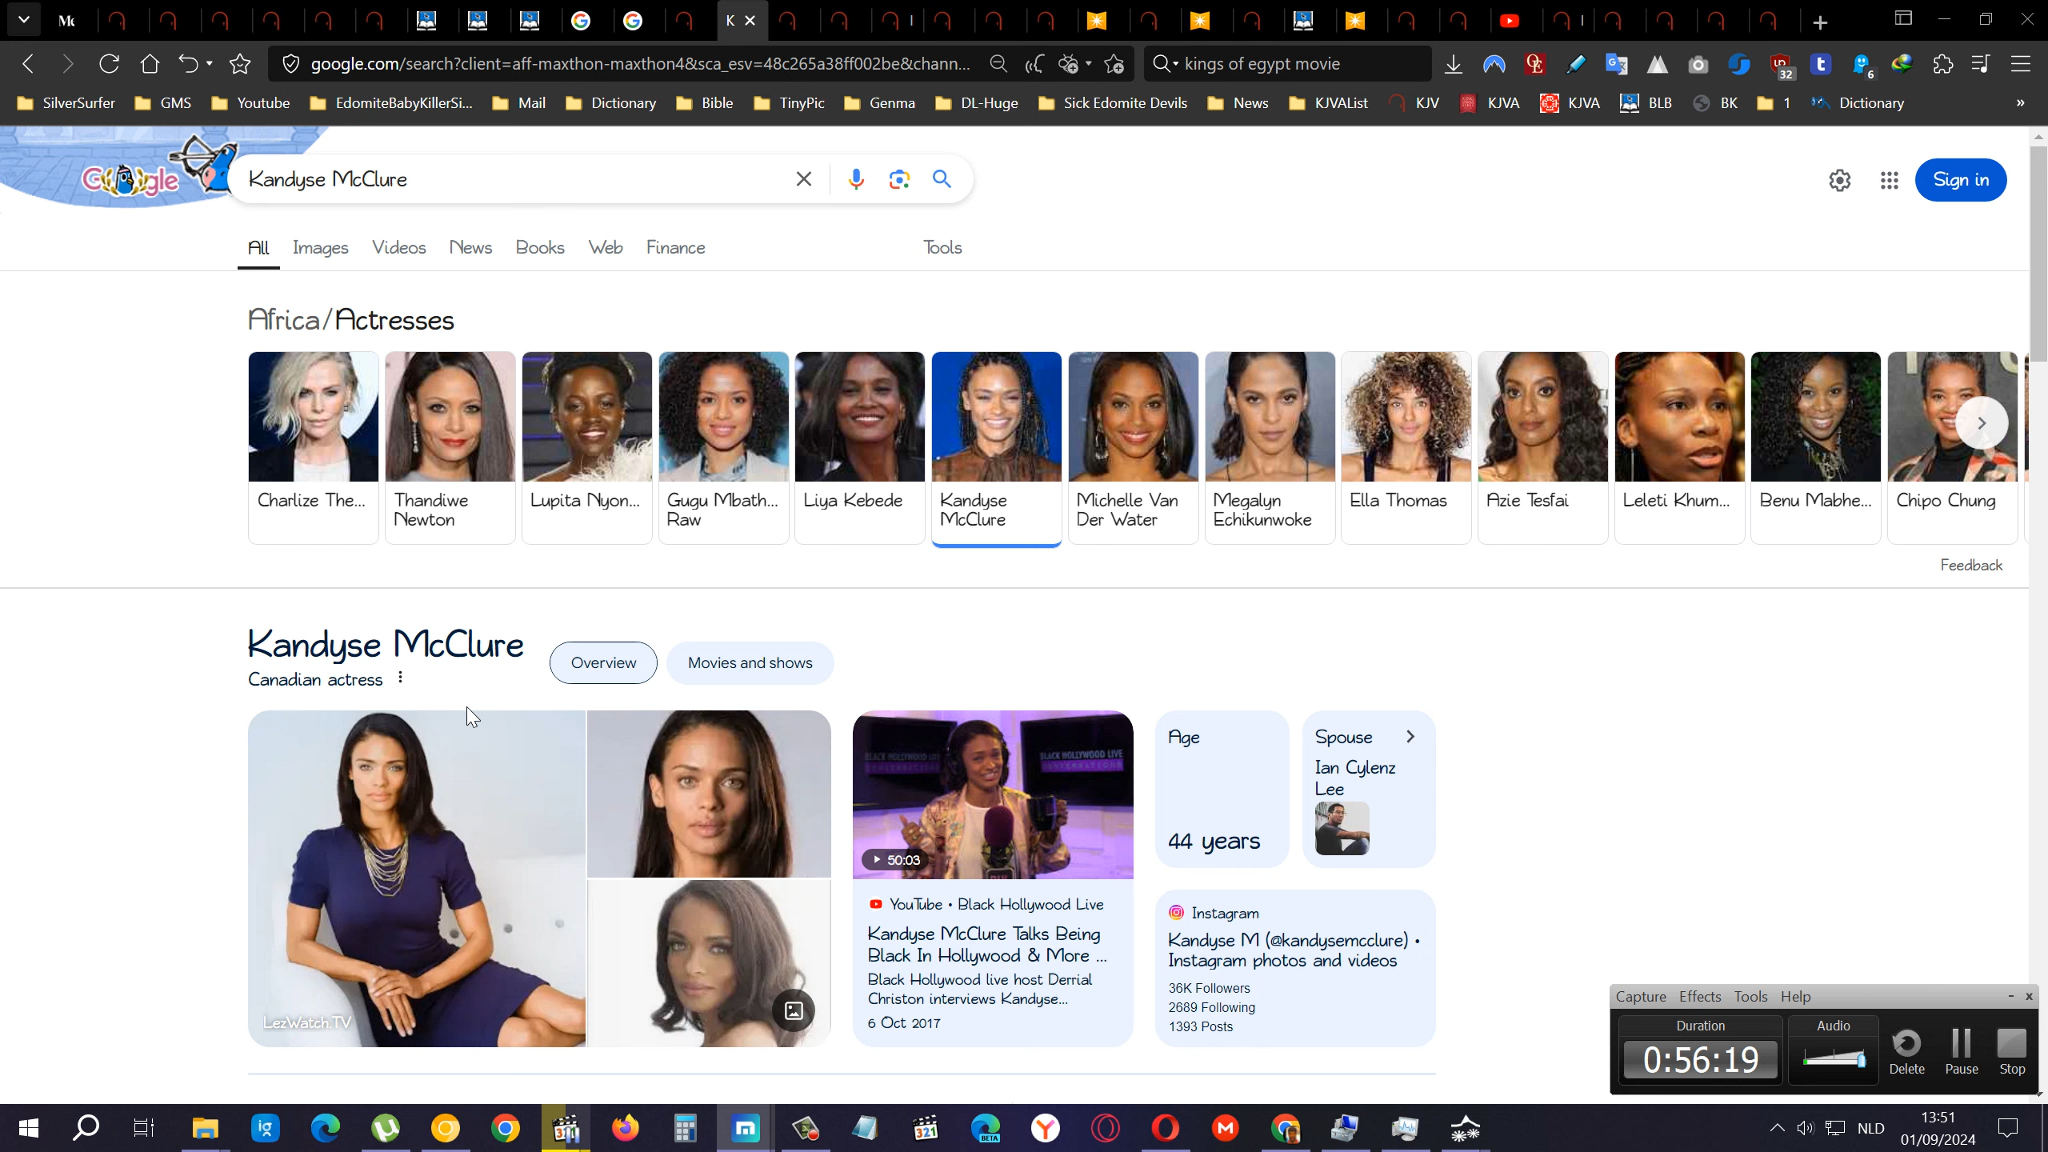 google.com/search?client=aff-maxthon-maxthon4&sca_esv=48c265a38ff002be&chann...
kings of egypt movie
32
6
SilverSurfer
GMS
Youtube
EdomiteBabyKillerSi...
Mail
Dictionary
Bible
TinyPic
Genma
DL-Huge
Sick Edomite Devils
News
KJVAList
KJV
KJVA
KJVA
BLB
BK
1
Dictionary
»
Kandyse McClure
Sign in
All
Images
Videos
News
Books
Web
Finance
Tools
Africa/Actresses
Charlize The...
Thandiwe
Newton
Lupita Nyon...
Gugu Mbath...
Raw
Liya Kebede
Kandyse
McClure
Michelle Van
Der Water
Megalyn
Echikunwoke
Ella Thomas
Azie Tesfai
Leleti Khum...
Benu Mabhe...
Chipo Chung
Feedback
Kandyse McClure
Canadian actress
Overview
Movies and shows
LezWatch.TV
BLACK HOLLYWOOD LIVE
BLACK HOLLYWOOD LIVE
50:03
YouTube • Black Hollywood Live
Kandyse McClure Talks Being
Black In Hollywood & More ...
Black Hollywood live host Derrial
Christon interviews Kandyse...
6 Oct 2017
Age
44 years
Spouse
Ian Cylenz
Lee
Instagram
Kandyse M (@kandysemcclure) •
Instagram photos and videos
36K Followers
2689 Following
1393 Posts
Capture Effects Tools Help
Duration
0:56:19
Audio
Delete
Pause
Stop
NLD
13:51
01/09/2024